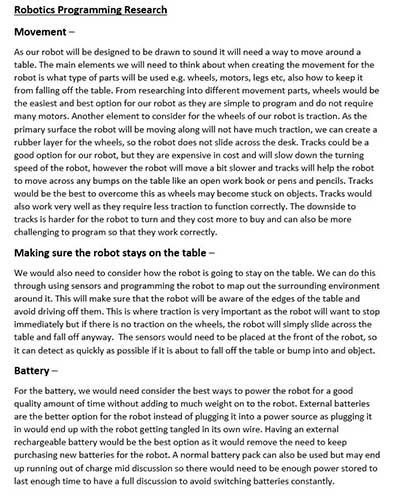 Robotics Programming Research
Movement –
As our robot will be designed to be drawn to sound it will need a way to move around a
table. The main elements we will need to think about when creating the movement for the
robot is what type of parts will be used e.g. wheels, motors, legs etc, also how to keep it
from falling off the table. From researching into different movement parts, wheels would be
the easiest and best option for our robot as they are simple to program and do not require
many motors. Another element to consider for the wheels of our robot is traction. As the
primary surface the robot will be moving along will not have much traction, we can create a
rubber layer for the wheels, so the robot does not slide across the desk. Tracks could be a
good option for our robot, but they are expensive in cost and will slow down the turning
speed of the robot, however the robot will move a bit slower and tracks will help the robot
to move across any bumps on the table like an open work book or pens and pencils. Tracks
would be the best to overcome this as wheels may become stuck on objects. Tracks would
also work very well as they require less traction to function correctly. The downside to
tracks is harder for the robot to turn and they cost more to buy and can also be more
challenging to program so that they work correctly.
Making sure the robot stays on the table –
We would also need to consider how the robot is going to stay on the table. We can do this
through using sensors and programming the robot to map out the surrounding environment
around it. This will make sure that the robot will be aware of the edges of the table and
avoid driving off them. This is where traction is very important as the robot will want to stop
immediately but if there is no traction on the wheels, the robot will simply slide across the
table and fall off anyway.  The sensors would need to be placed at the front of the robot, so
it can detect as quickly as possible if it is about to fall off the table or bump into and object.
Battery –
For the battery, we would need consider the best ways to power the robot for a good
quality amount of time without adding to much weight on to the robot. External batteries
are the better option for the robot instead of plugging it into a power source as plugging it
in would end up with the robot getting tangled in its own wire. Having an external
rechargeable battery would be the best option as it would remove the need to keep
purchasing new batteries for the robot. A normal battery pack can also be used but may end
up running out of charge mid discussion so there would need to be enough power stored to
last enough time to have a full discussion to avoid switching batteries constantly.